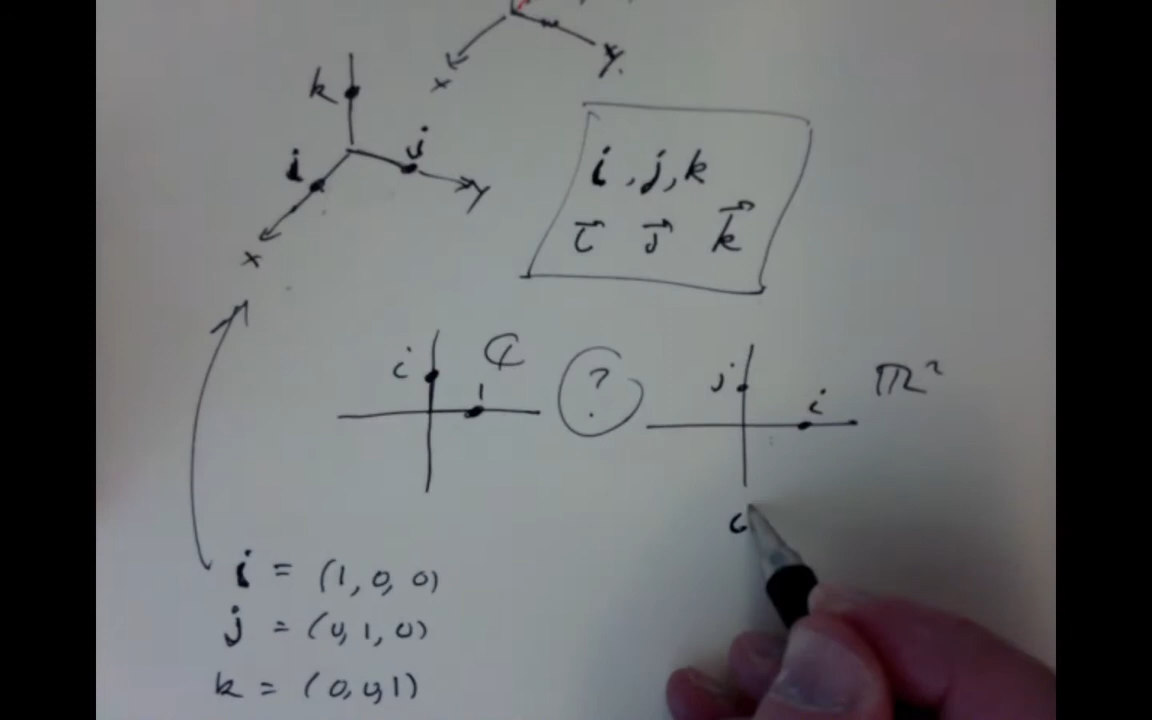 x y
k
i j
y
x
i, j, k
i⃗ j⃗ k⃗
i ℂ
1
?
j i ℝ²
i = (1, 0, 0)
j = (0, 1, 0)
k = (0, 0, 1)